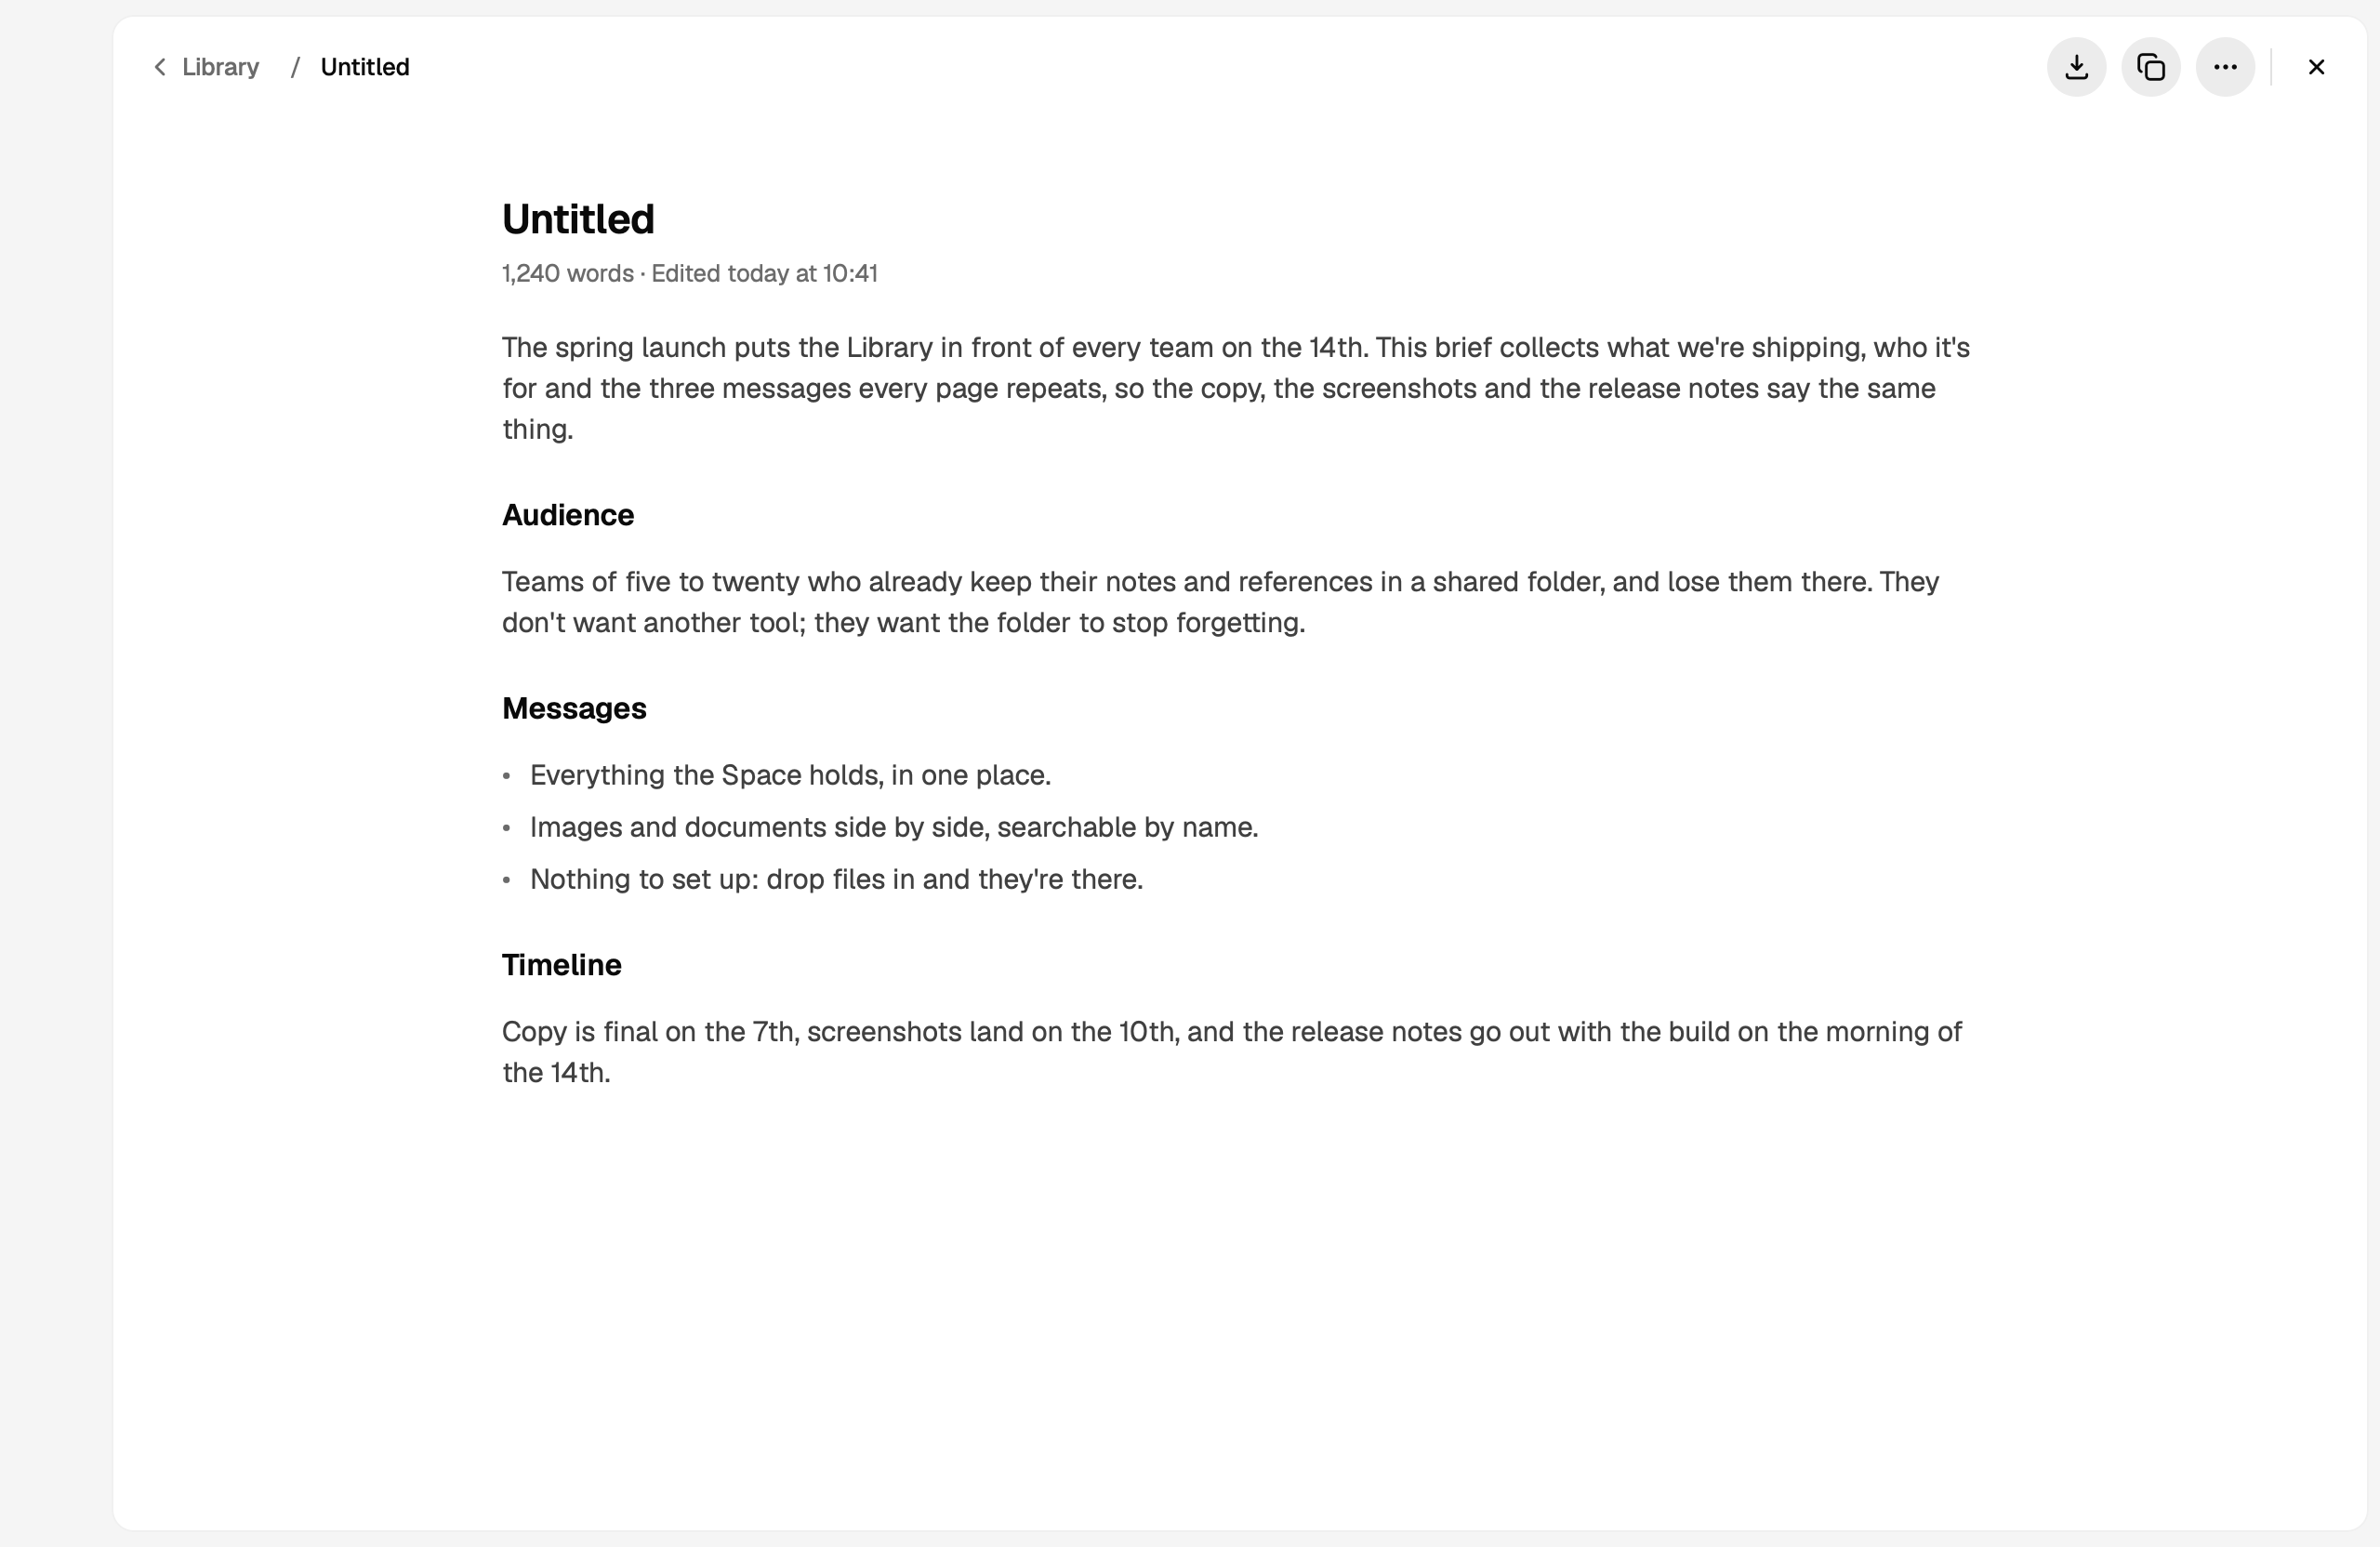 Library / Untitled
Untitled
1,240 words · Edited today at 10:41
The spring launch puts the Library in front of every team on the 14th. This brief collects what we're shipping, who it's
for and the three messages every page repeats, so the copy, the screenshots and the release notes say the same
thing.
Audience
Teams of five to twenty who already keep their notes and references in a shared folder, and lose them there. They
don't want another tool; they want the folder to stop forgetting.
Messages
• Everything the Space holds, in one place.
• Images and documents side by side, searchable by name.
• Nothing to set up: drop files in and they're there.
Timeline
Copy is final on the 7th, screenshots land on the 10th, and the release notes go out with the build on the morning of
the 14th.